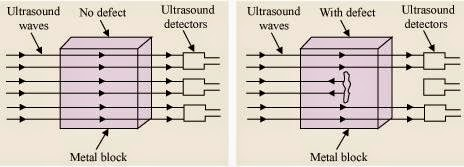 Ultrasound
waves
No defect
Ultrasound
detectors
Metal block
Ultrasound
waves
With defect
Ultrasound
detectors
Metal block